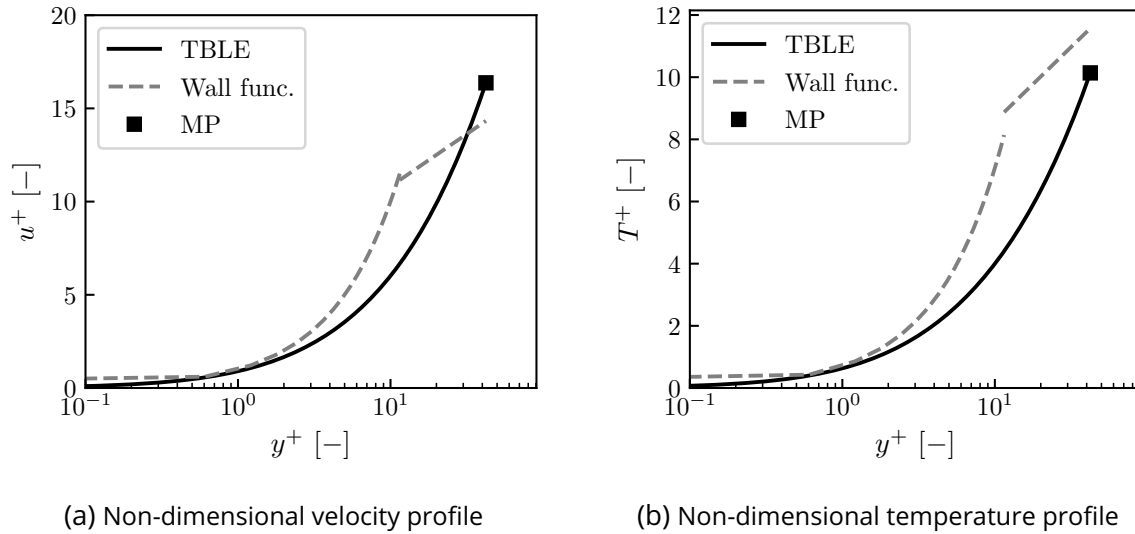 20
15
10
5
0
u⁺ [−]
TBLE
Wall func.
MP
10⁻¹ 10⁰ 10¹
y⁺ [−]
(a) Non-dimensional velocity profile
12
10
8
6
4
2
0
T⁺ [−]
TBLE
Wall func.
MP
10⁻¹ 10⁰ 10¹
y⁺ [−]
(b) Non-dimensional temperature profile